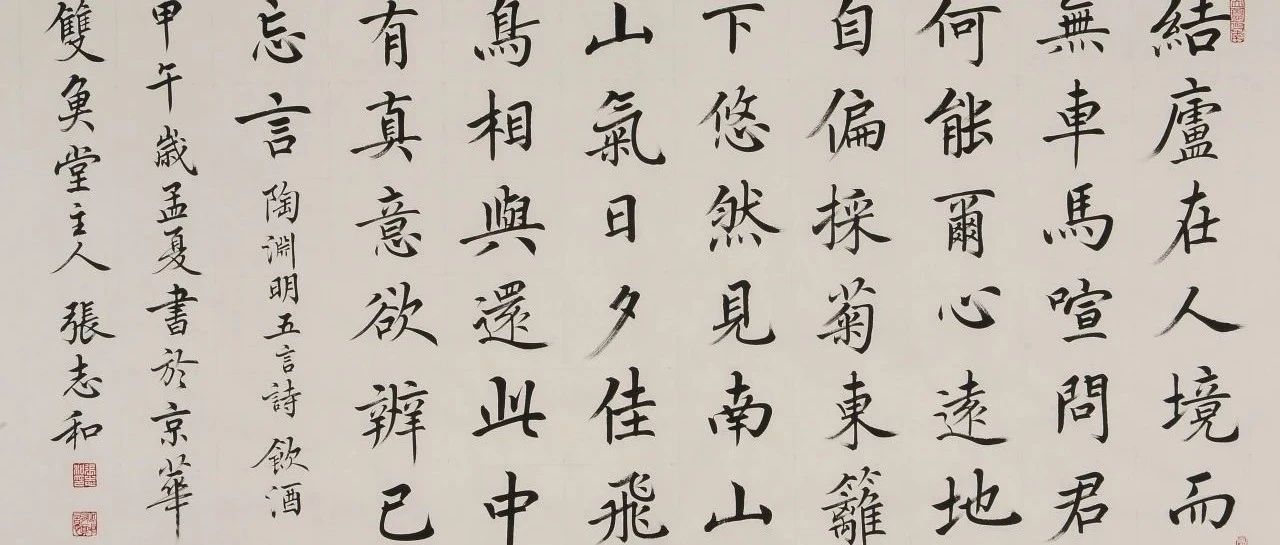 結廬在人境而
無車馬喧問君
何能爾心遠地
自偏採菊東籬
下悠然見南山
山氣日夕佳飛
鳥相與還此中
有真意欲辨已
忘言 陶淵明五言詩 飲酒
甲午歲孟夏書於京華
雙魚堂主人 張志和